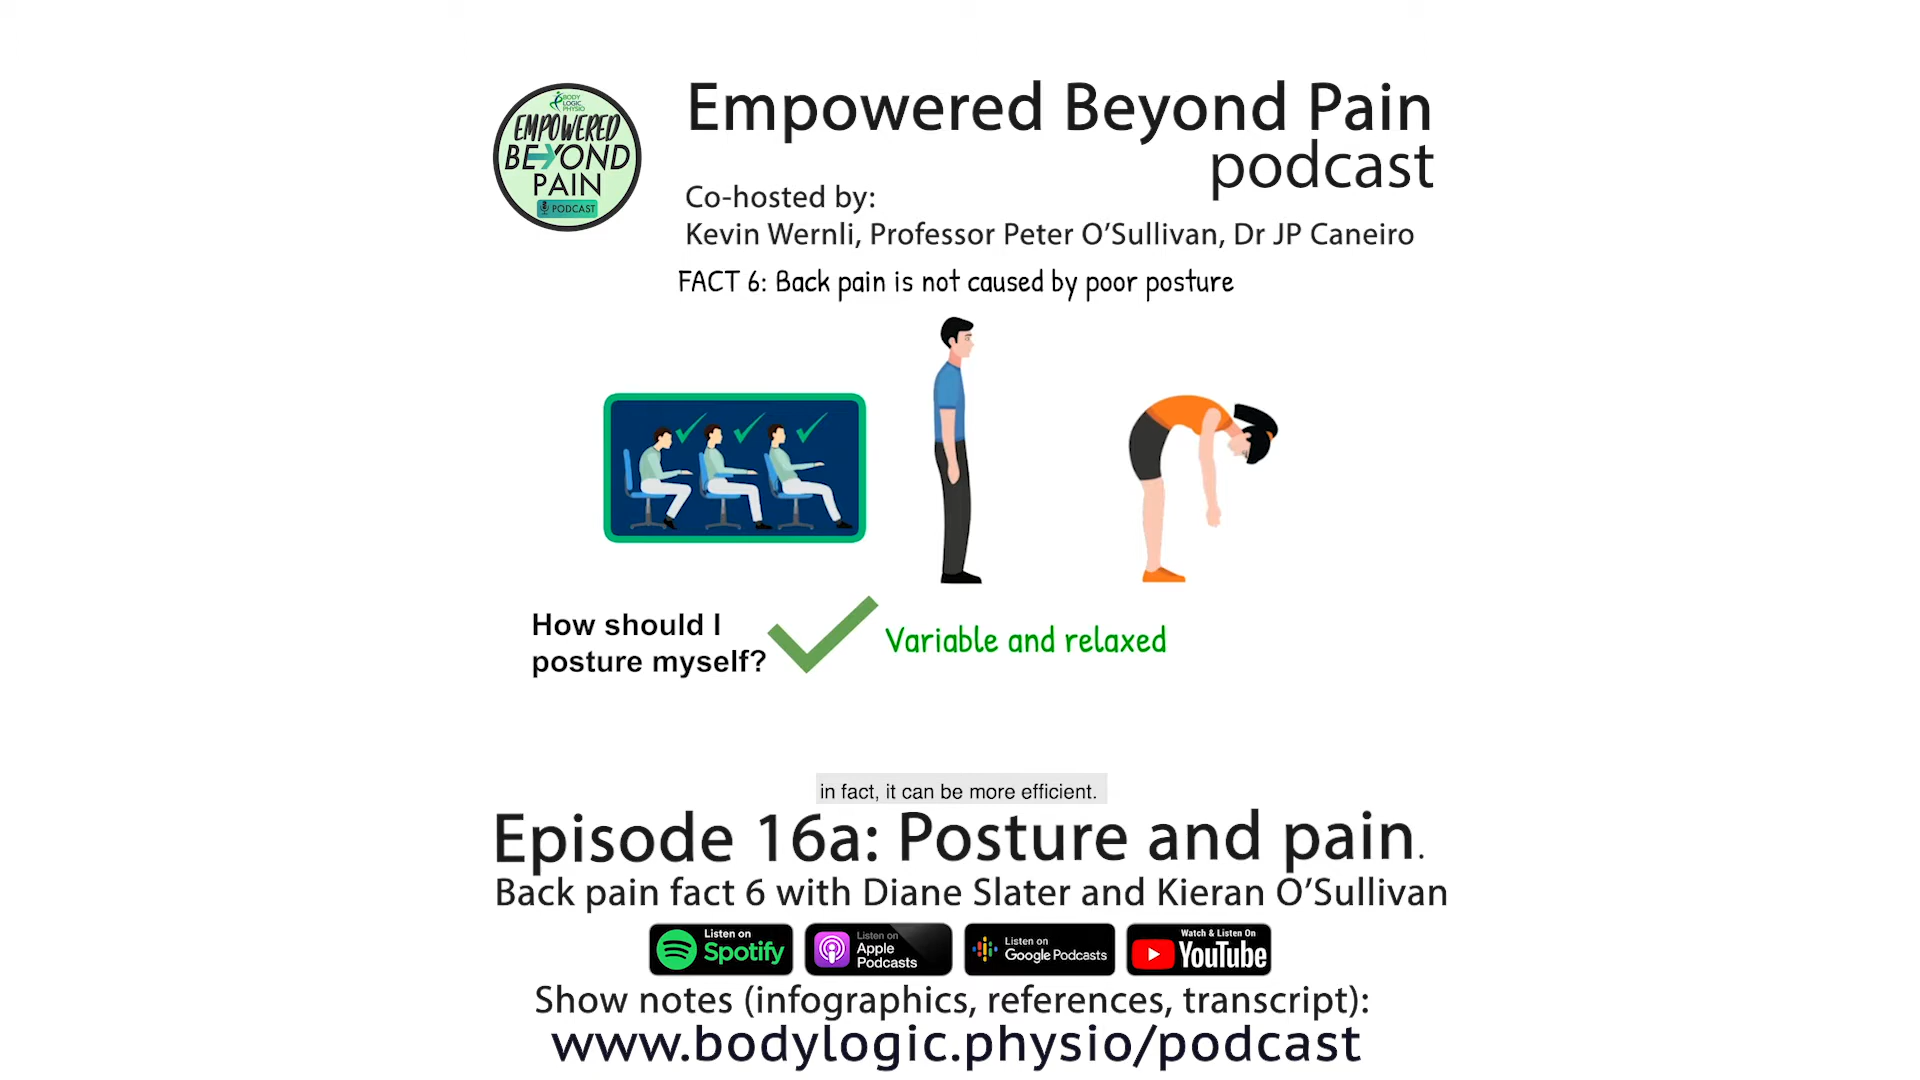 BODY
LOGIC
PHYSIO
EMPOWERED
BEYOND
PAIN
PODCAST
Empowered Beyond Pain
podcast
Co-hosted by:
Kevin Wernli, Professor Peter O’Sullivan, Dr JP Caneiro
FACT 6: Back pain is not caused by poor posture
How should I
posture myself?
Variable and relaxed
in fact, it can be more efficient.
Episode 16a: Posture and pain.
Back pain fact 6 with Diane Slater and Kieran O’Sullivan
Listen on
Spotify
Listen on
Apple
Podcasts
Listen on
Google Podcasts
Watch & Listen On
YouTube
Show notes (infographics, references, transcript):
www.bodylogic.physio/podcast